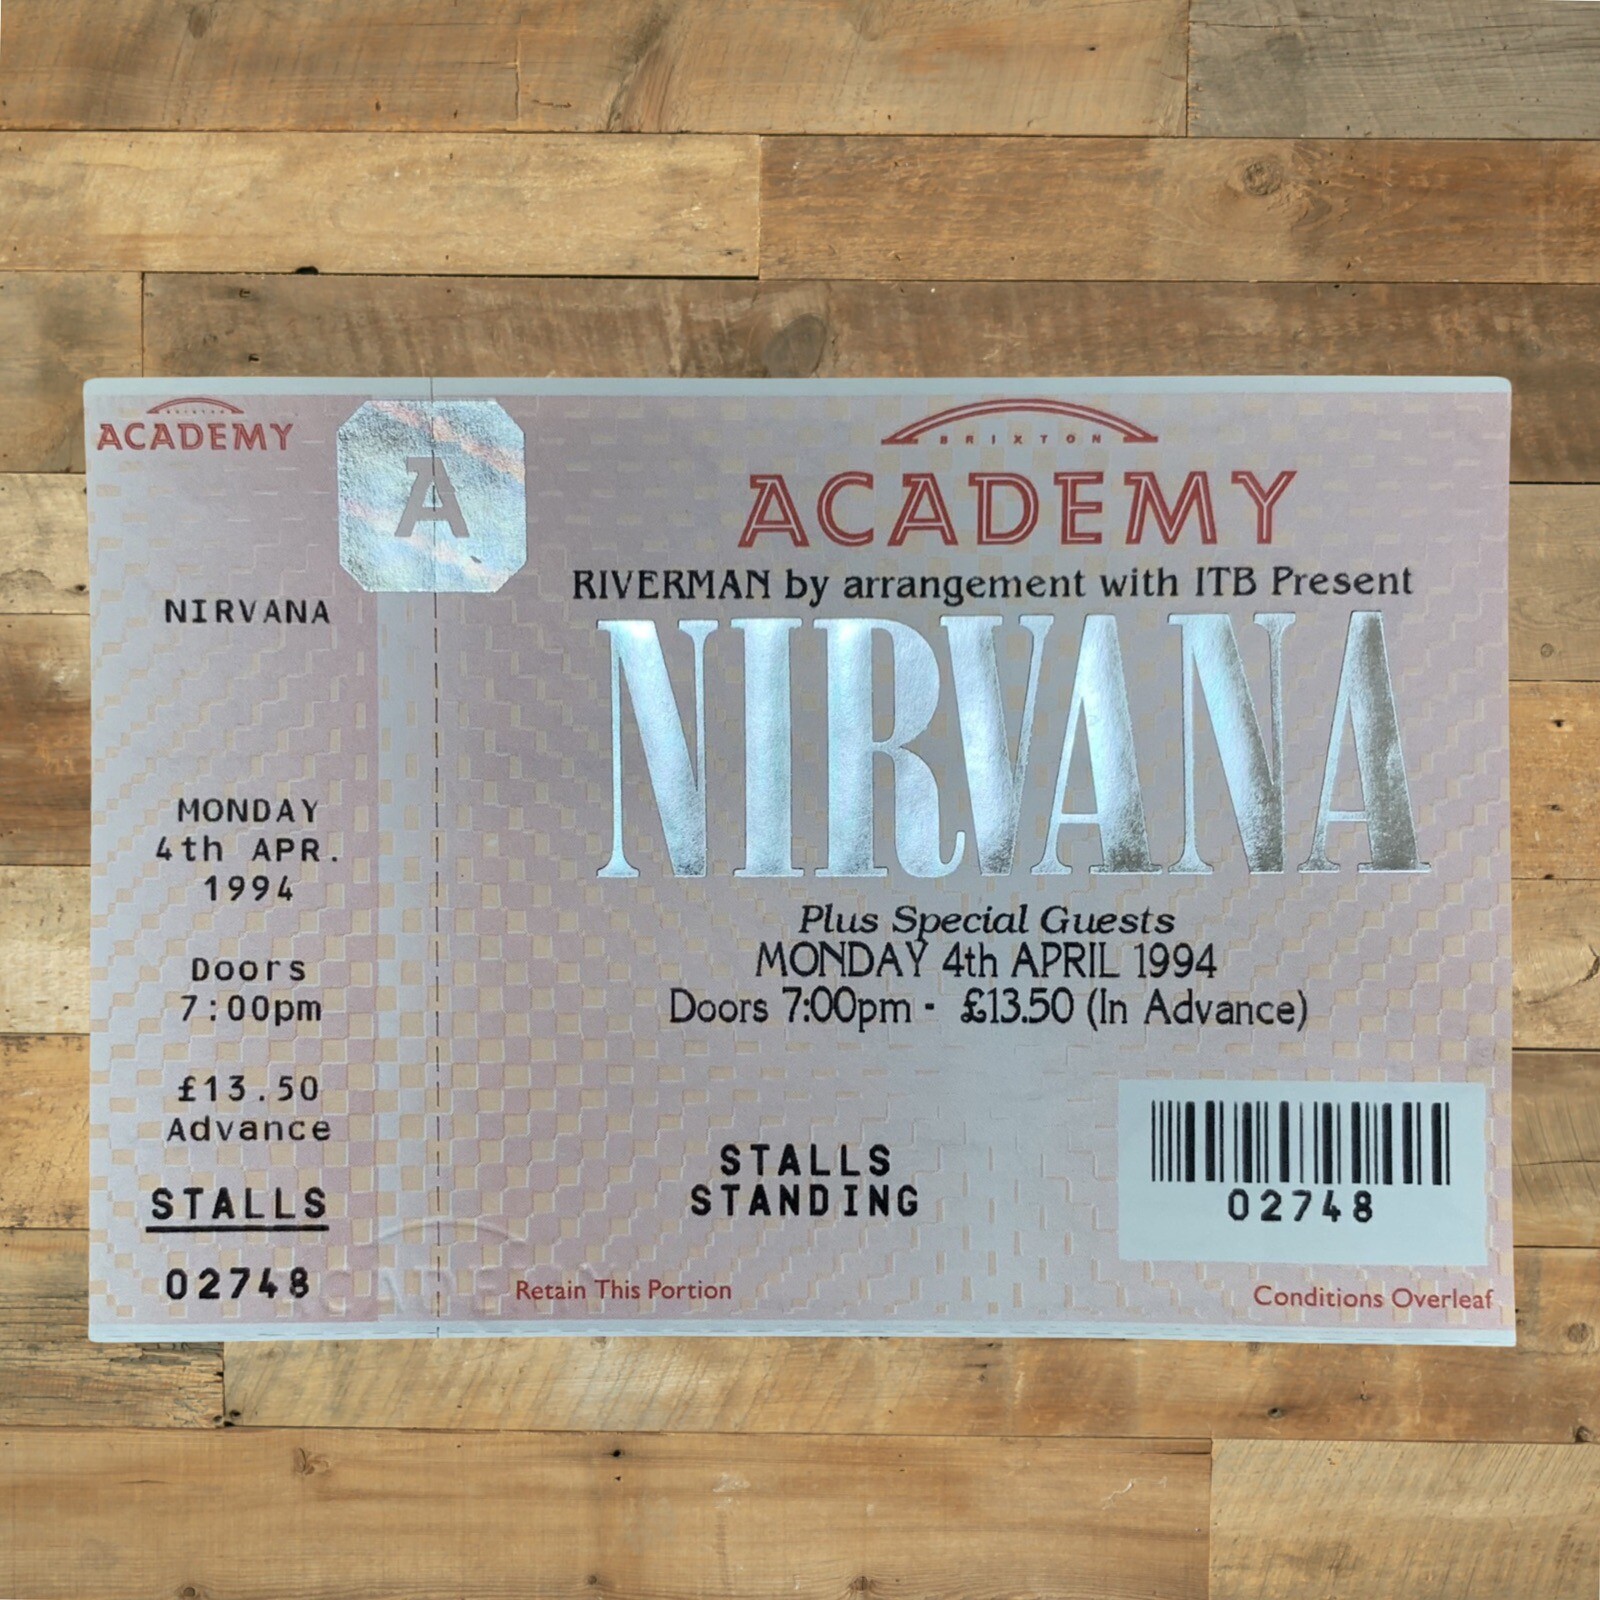 BRIXTON
ACADEMY
NIRVANA
MONDAY
4th APR.
1994
Doors
7:00pm
£13.50
Advance
STALLS
02748
A
BRIXTON
ACADEMY
RIVERMAN by arrangement with ITB Present
NIRVANA
Plus Special Guests
MONDAY 4th APRIL 1994
Doors 7:00pm - £13.50 (In Advance)
STALLS
STANDING
02748
ACADEMY
Retain This Portion
Conditions Overleaf